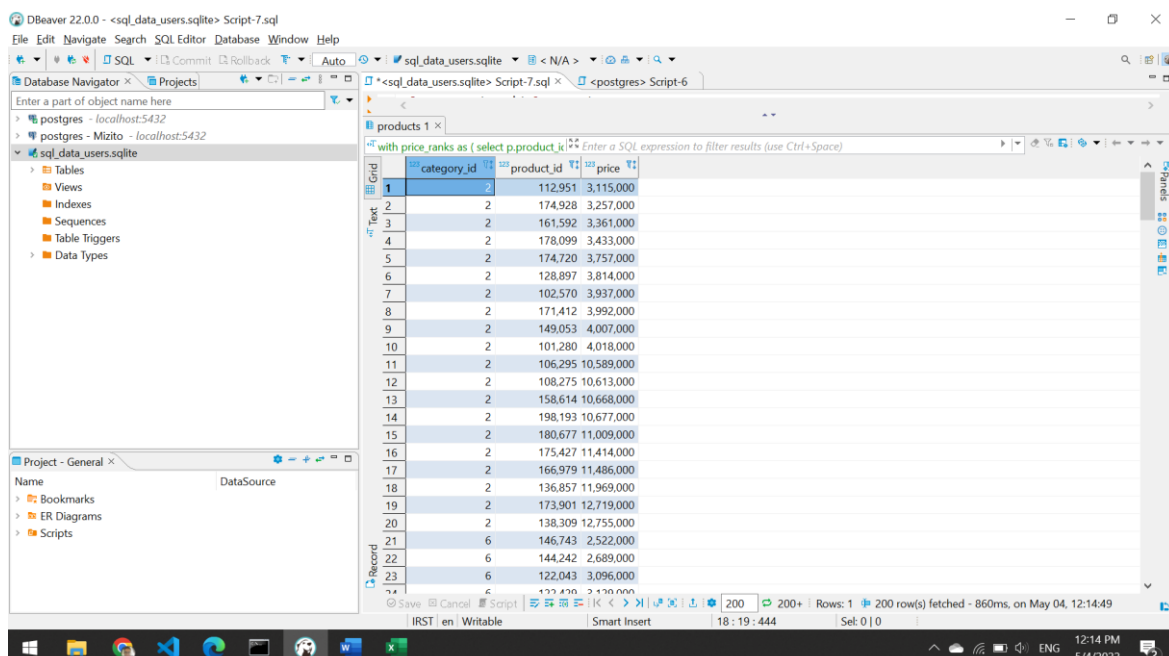 DBeaver 22.0.0 - <sql_data_users.sqlite> Script-7.sql
File Edit Navigate Search SQL Editor Database Window Help
SQL Commit Rollback Auto sql_data_users.sqlite < N/A >
Database Navigator × Projects
*<sql_data_users.sqlite> Script-7.sql × <postgres> Script-6
Enter a part of object name here
postgres - localhost:5432
postgres - Mizito - localhost:5432
sql_data_users.sqlite
Tables
Views
Indexes
Sequences
Table Triggers
Data Types
products 1 ×
with price_ranks as ( select p.product_ic Enter a SQL expression to filter results (use Ctrl+Space)
Grid
Text
Record
Panels
123 category_id 123 product_id 123 price
1 2 112,951 3,115,000
2 2 174,928 3,257,000
3 2 161,592 3,361,000
4 2 178,099 3,433,000
5 2 174,720 3,757,000
6 2 128,897 3,814,000
7 2 102,570 3,937,000
8 2 171,412 3,992,000
9 2 149,053 4,007,000
10 2 101,280 4,018,000
11 2 106,295 10,589,000
12 2 108,275 10,613,000
13 2 158,614 10,668,000
14 2 198,193 10,677,000
15 2 180,677 11,009,000
16 2 175,427 11,414,000
17 2 166,979 11,486,000
18 2 136,857 11,969,000
19 2 173,901 12,719,000
20 2 138,309 12,755,000
21 6 146,743 2,522,000
22 6 144,242 2,689,000
23 6 122,043 3,096,000
24 6 122,429 3,129,000
Project - General ×
Name DataSource
Bookmarks
ER Diagrams
Scripts
Save Cancel Script 200 200+ Rows: 1 200 row(s) fetched - 860ms, on May 04, 12:14:49
IRST en Writable Smart Insert 18 : 19 : 444 Sel: 0 | 0
ENG
12:14 PM